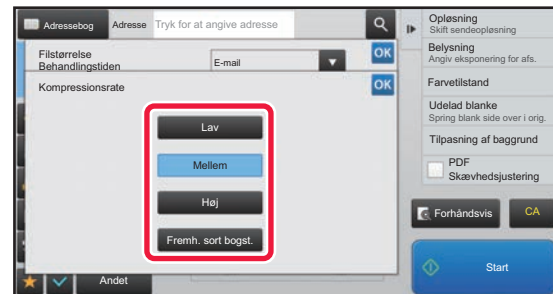 Adressebog Adresse Tryk for at angive adresse
Filstørrelse
Behandlingstiden
E-mail
OK
Kompressionsrate
OK
Lav
Mellem
Høj
Fremh. sort bogst.
Andet
Opløsning
Skift sendeopløsning
Belysning
Angiv eksponering for afs.
Farvetilstand
Udelad blanke
Spring blank side over i orig.
Tilpasning af baggrund
PDF
Skævhedsjustering
Forhåndsvis
CA
Start